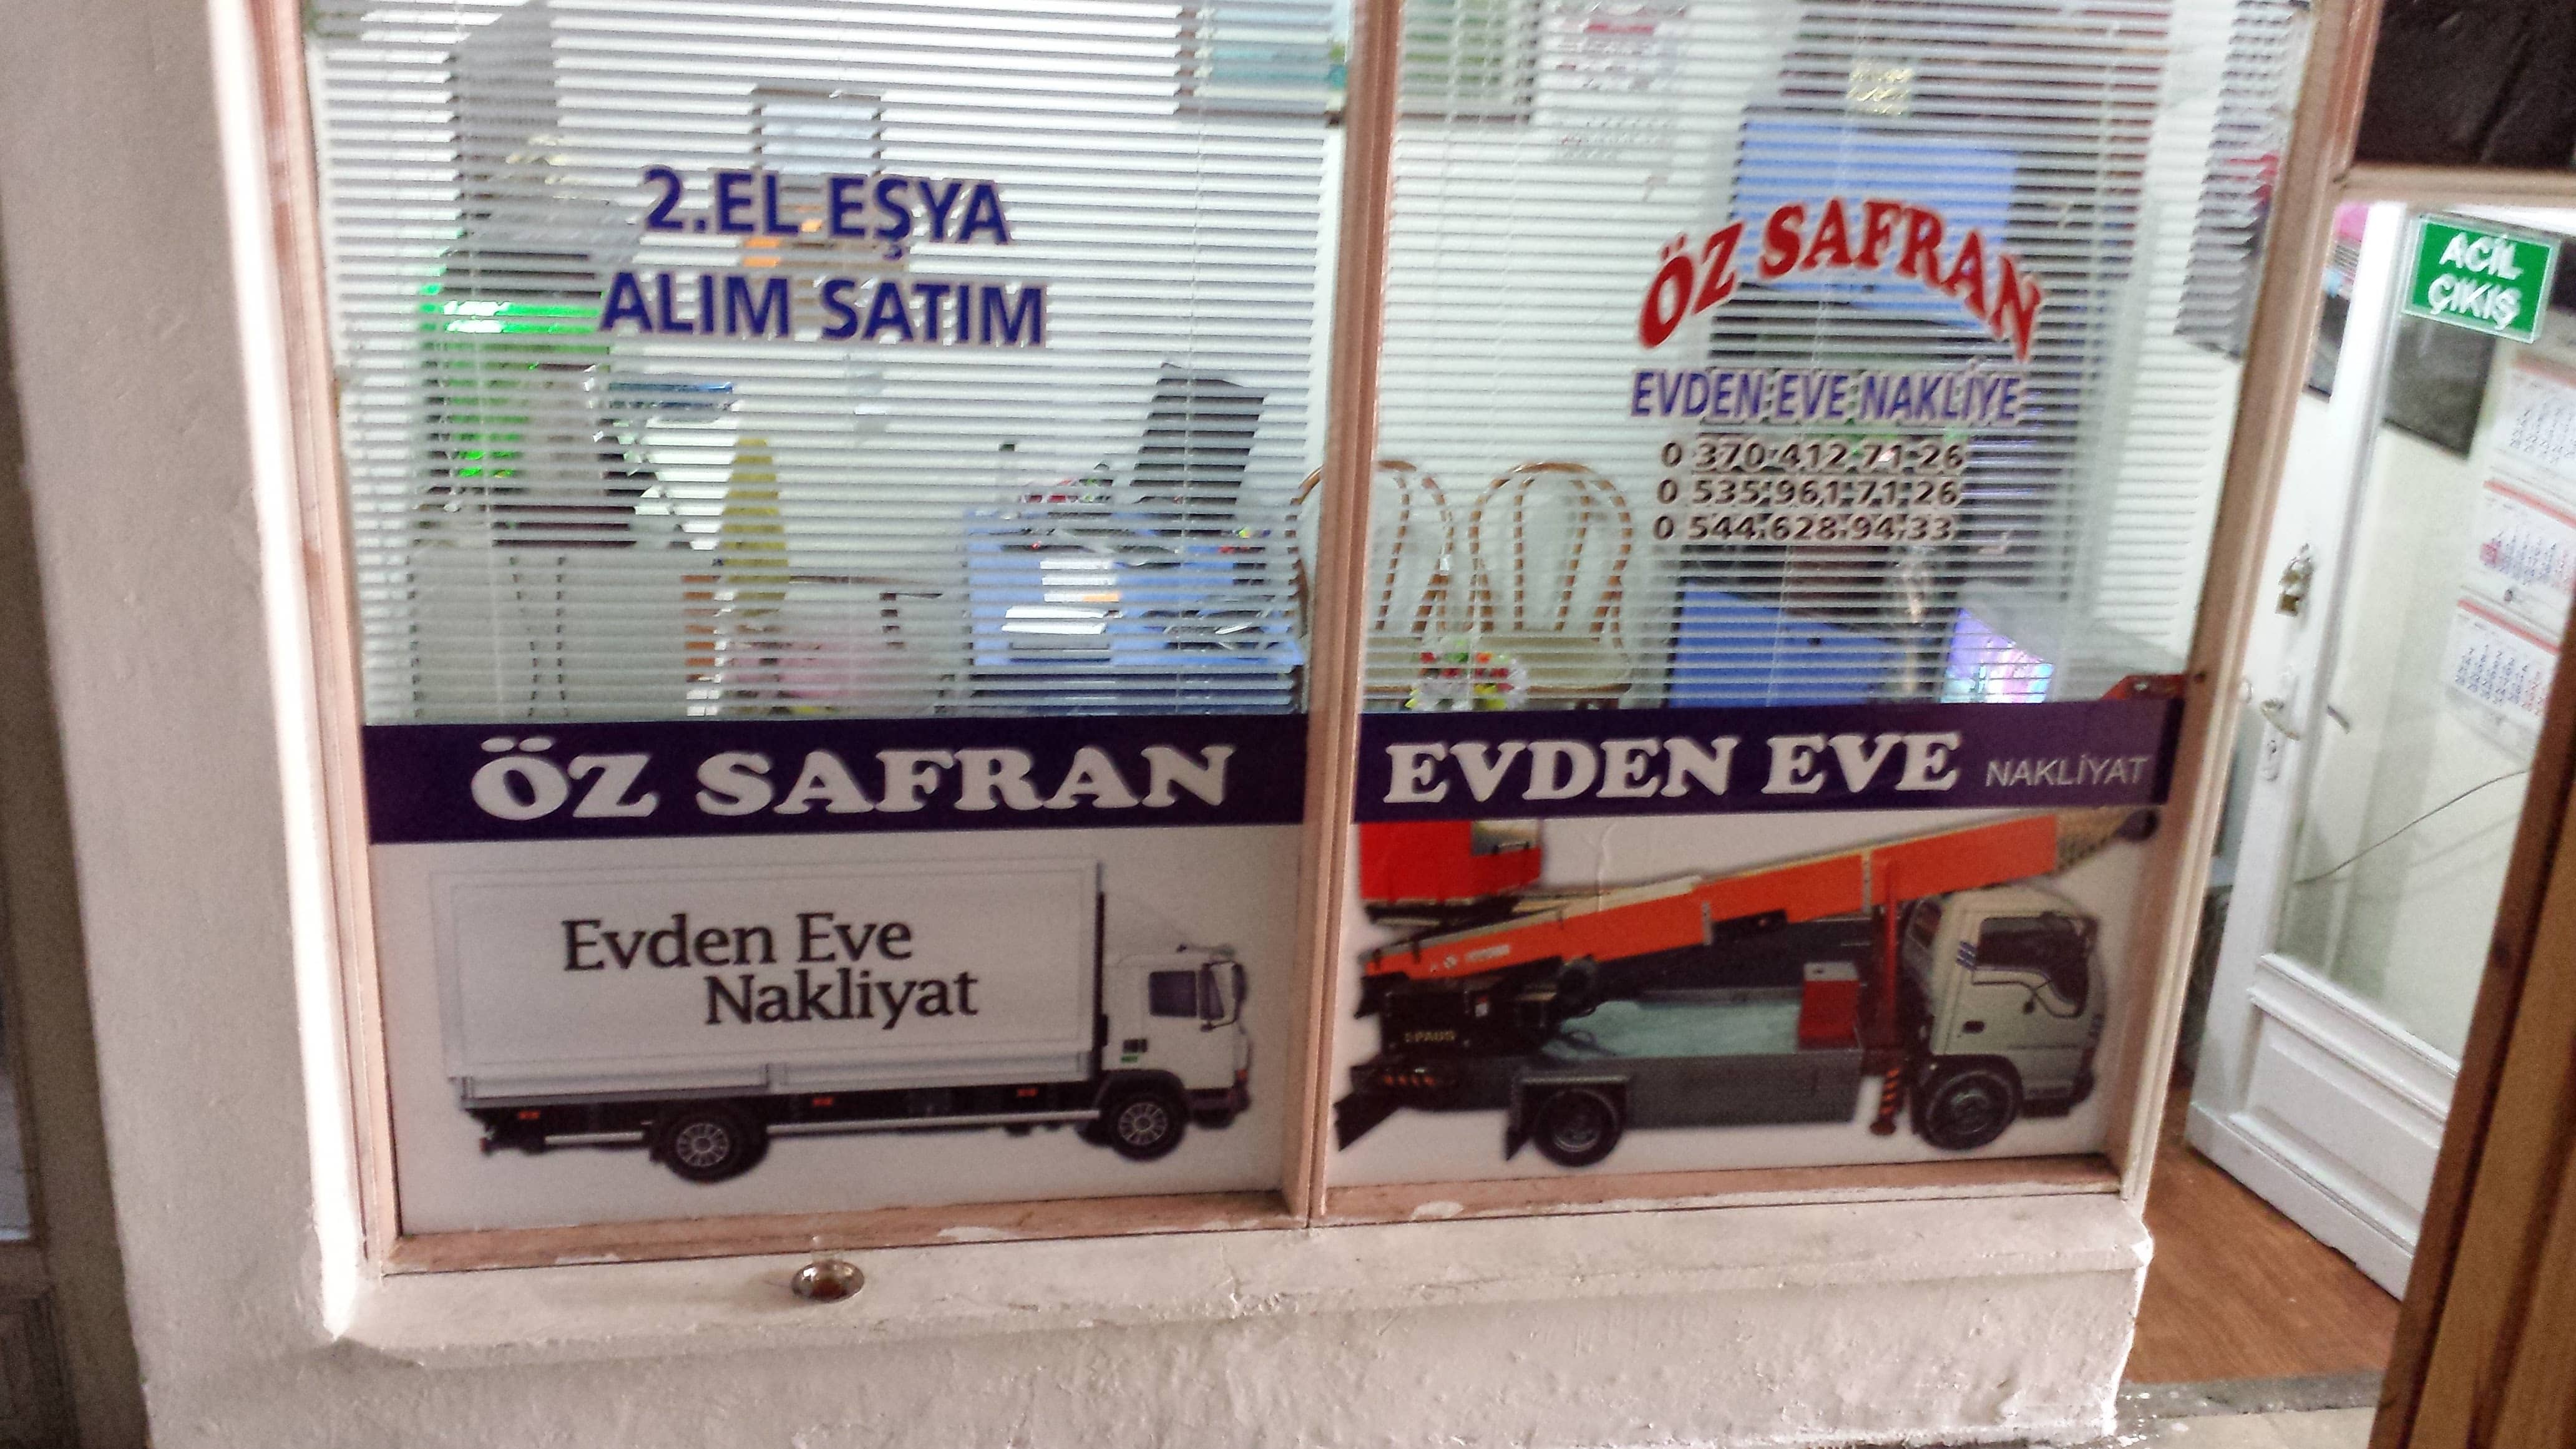 2.EL EŞYA
ALIM SATIM
ÖZ SAFRAN
EVDEN EVE NAKLİYE
0 370 412 71 26
0 535 961 71 26
0 544 628 94 33
ACİL
ÇIKIŞ
ÖZ SAFRAN EVDEN EVE NAKLİYAT
Evden Eve
Nakliyat